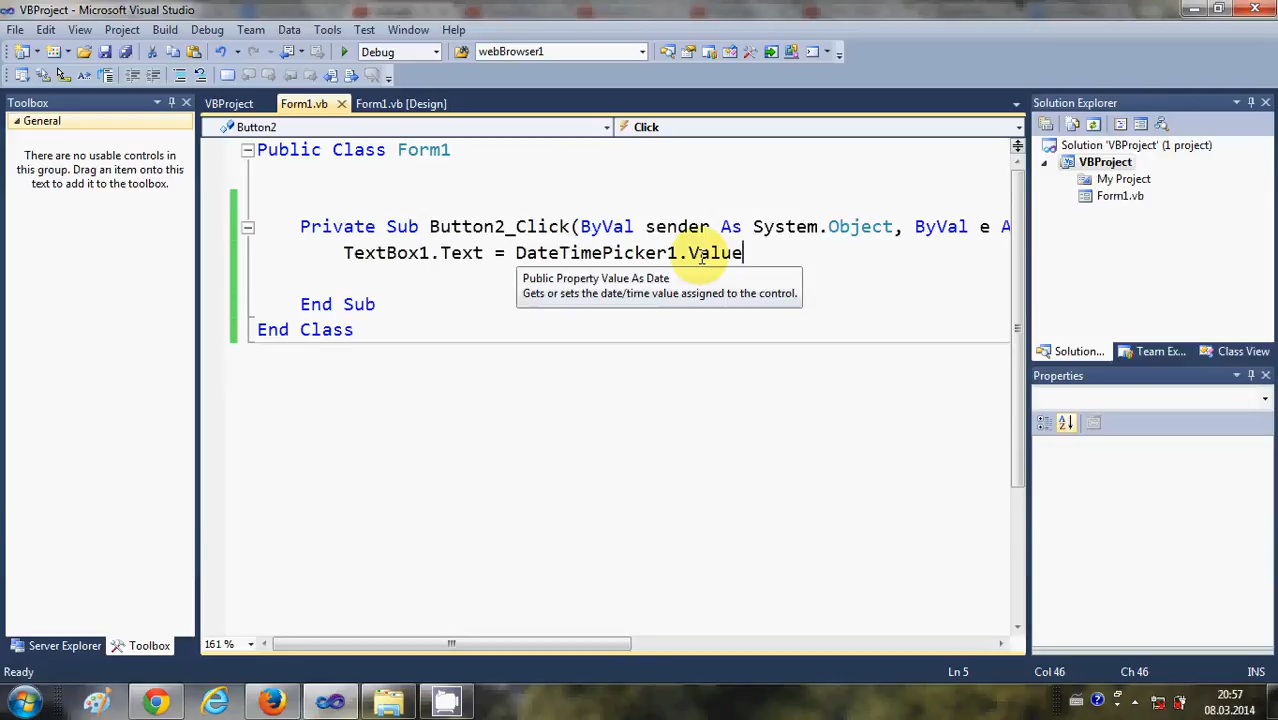 VBProject - Microsoft Visual Studio
File Edit View Project Build Debug Team Data Tools Test Window Help
Debug
webBrowser1
Toolbox
General
There are no usable controls in
this group. Drag an item onto this
text to add it to the toolbox.
Server Explorer
Toolbox
VBProject Form1.vb Form1.vb [Design]
Button2
Click
Public Class Form1
Private Sub Button2_Click(ByVal sender As System.Object, ByVal e A
TextBox1.Text = DateTimePicker1.Value
Public Property Value As Date
Gets or sets the date/time value assigned to the control.
End Sub
End Class
161 %
Solution Explorer
Solution 'VBProject' (1 project)
VBProject
My Project
Form1.vb
Solution... Team Ex... Class View
Properties
Ready
Ln 5
Col 46
Ch 46
INS
20:57
08.03.2014